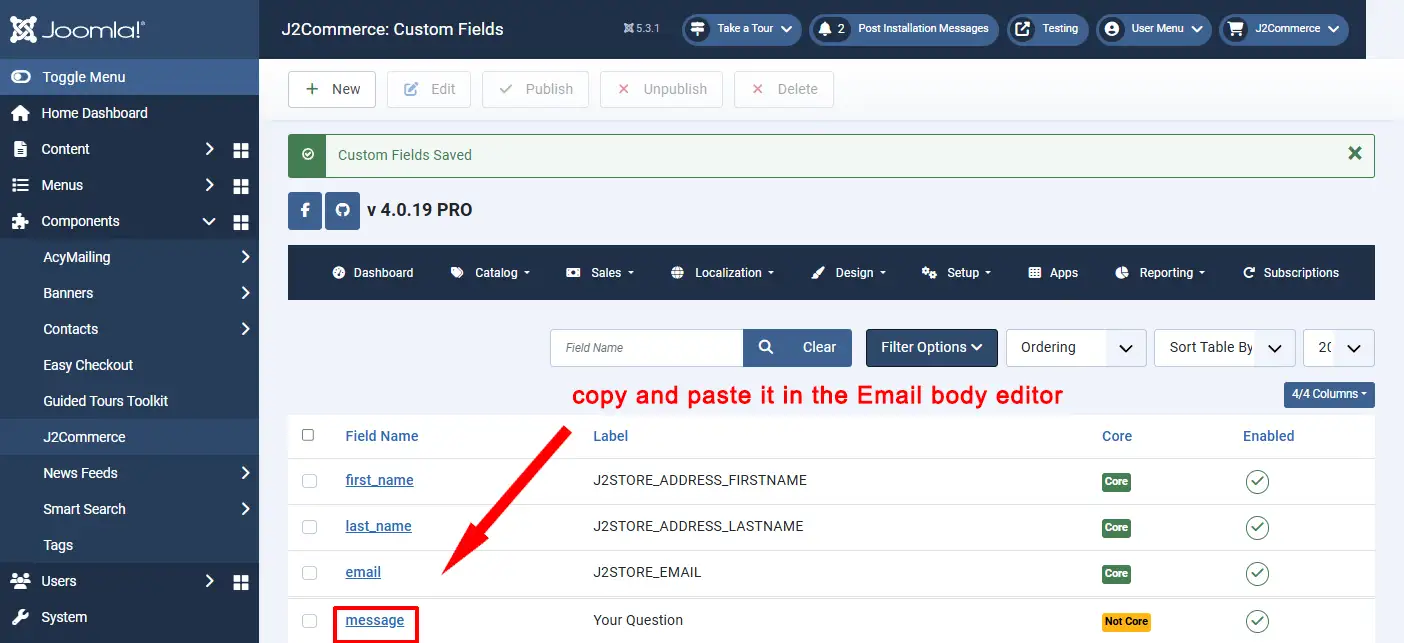 Joomla!
J2Commerce: Custom Fields
5.3.1
Take a Tour
2 Post Installation Messages
Testing
User Menu
J2Commerce
Toggle Menu
Home Dashboard
Content
Menus
Components
AcyMailing
Banners
Contacts
Easy Checkout
Guided Tours Toolkit
J2Commerce
News Feeds
Smart Search
Tags
Users
System
New
Edit
Publish
Unpublish
Delete
Custom Fields Saved
v 4.0.19 PRO
Dashboard
Catalog
Sales
Localization
Design
Setup
Apps
Reporting
Subscriptions
Field Name
Clear
Filter Options
Ordering
Sort Table By
copy and paste it in the Email body editor
4/4 Columns
Field Name Label Core Enabled
first_name J2STORE_ADDRESS_FIRSTNAME Core
last_name J2STORE_ADDRESS_LASTNAME Core
email J2STORE_EMAIL Core
message Your Question Not Core